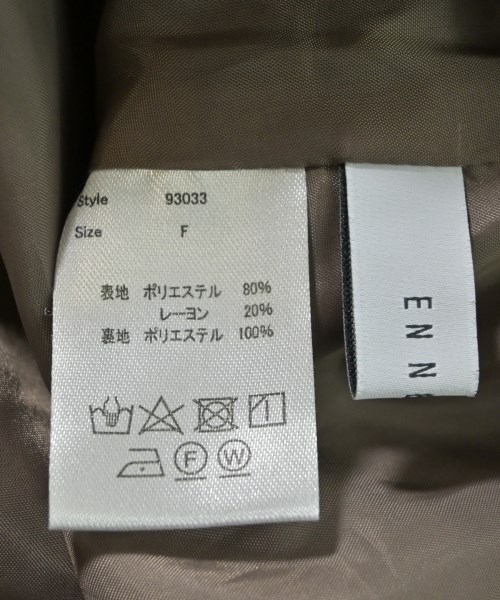 Style 93033
Size F
表地 ポリエステル 80%
レーヨン 20%
裏地 ポリエステル 100%
F W
ENN